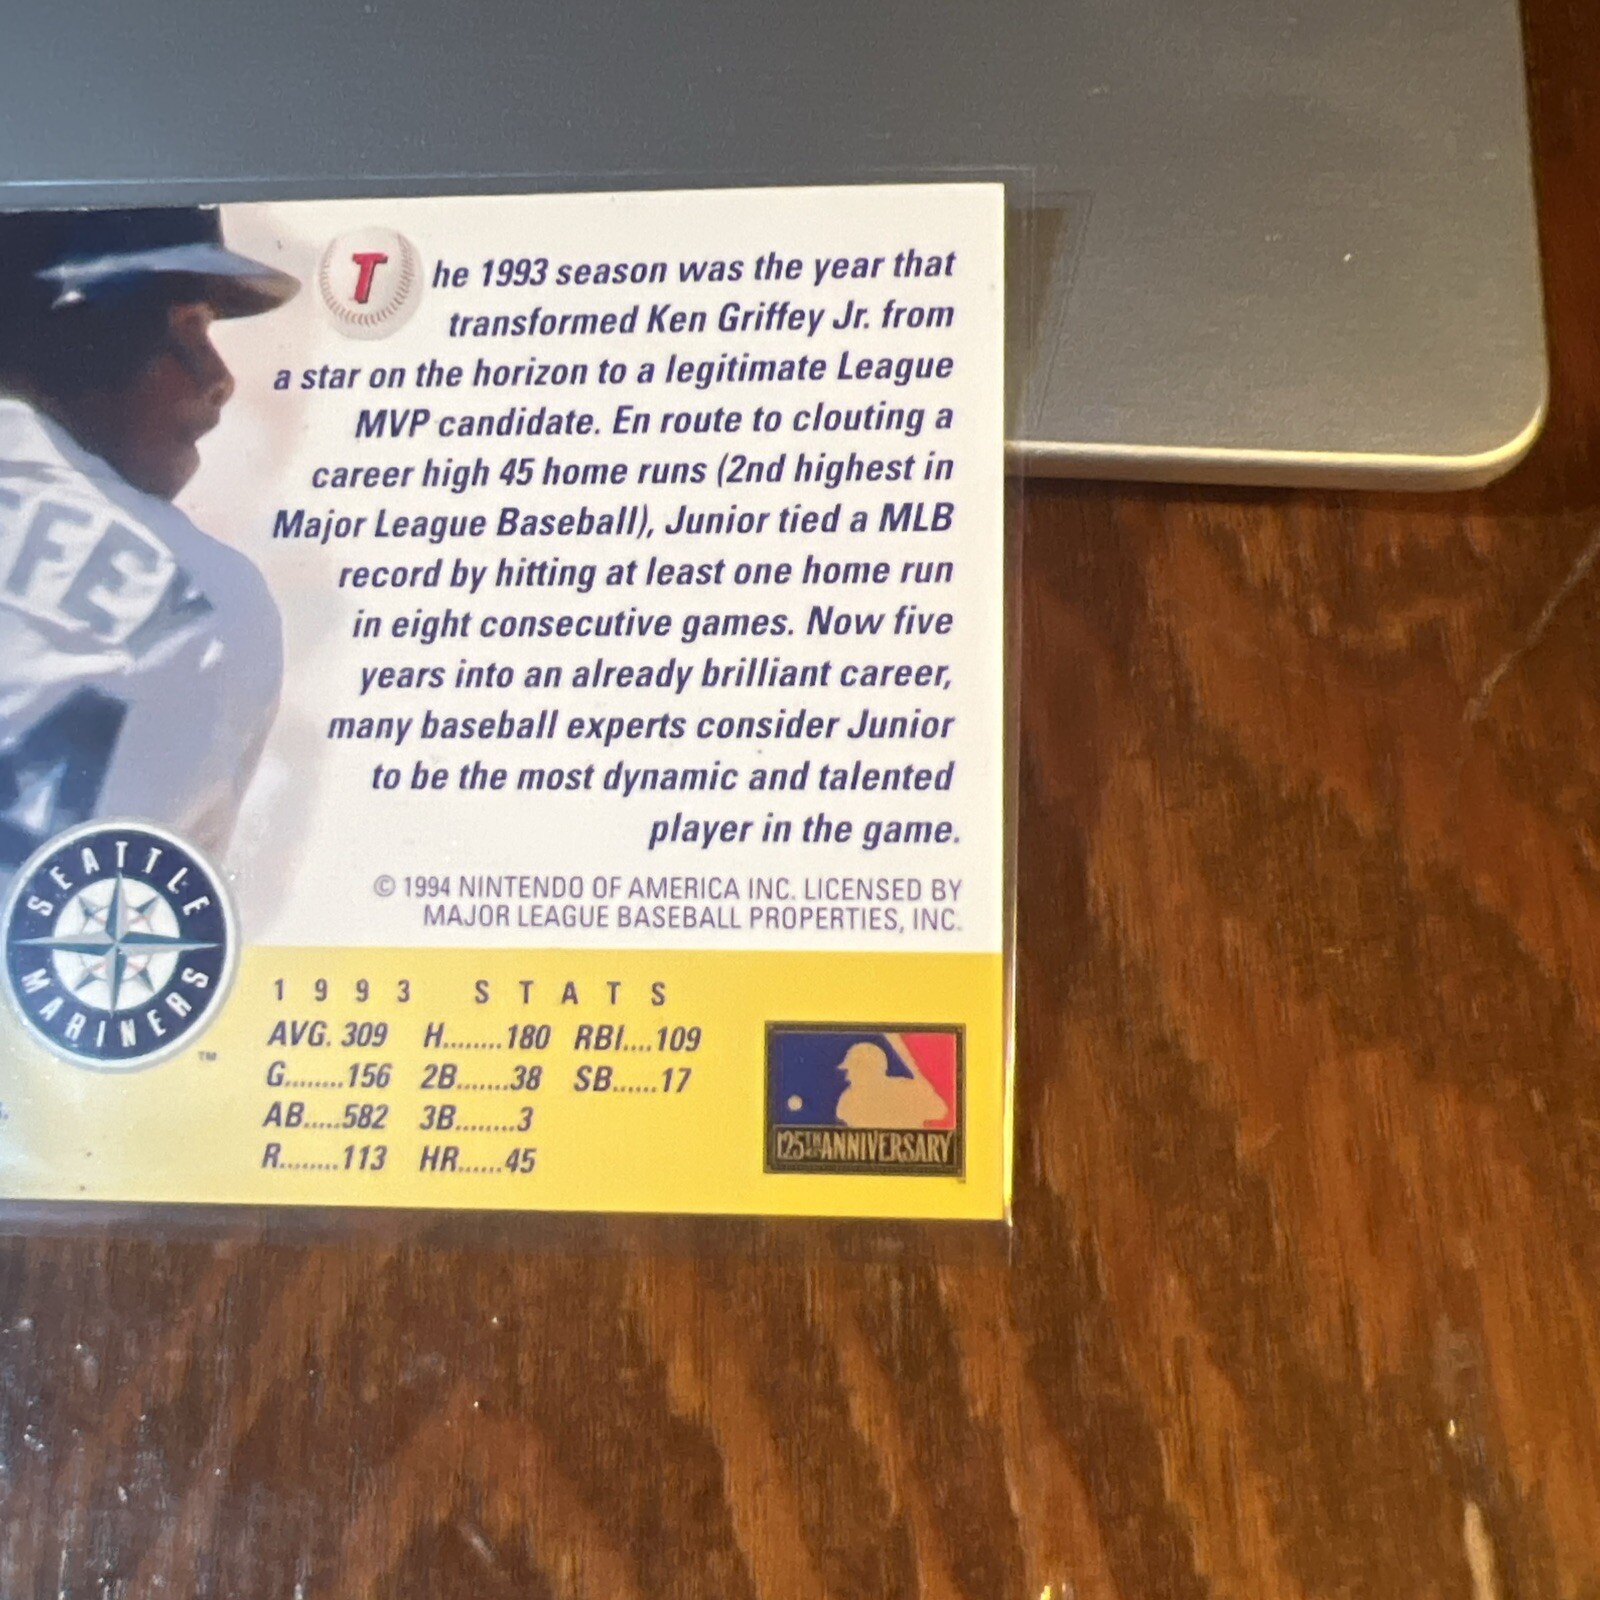 The 1993 season was the year that
transformed Ken Griffey Jr. from
a star on the horizon to a legitimate League
MVP candidate. En route to clouting a
career high 45 home runs (2nd highest in
Major League Baseball), Junior tied a MLB
record by hitting at least one home run
in eight consecutive games. Now five
years into an already brilliant career,
many baseball experts consider Junior
to be the most dynamic and talented
player in the game.
© 1994 NINTENDO OF AMERICA INC. LICENSED BY
MAJOR LEAGUE BASEBALL PROPERTIES, INC.
FFEY
SEATTLE
MARINERS
TM
1993 STATS
AVG. 309 H........180 RBI....109
G........156 2B.......38 SB......17
AB.....582 3B........3
R........113 HR......45
125TH ANNIVERSARY